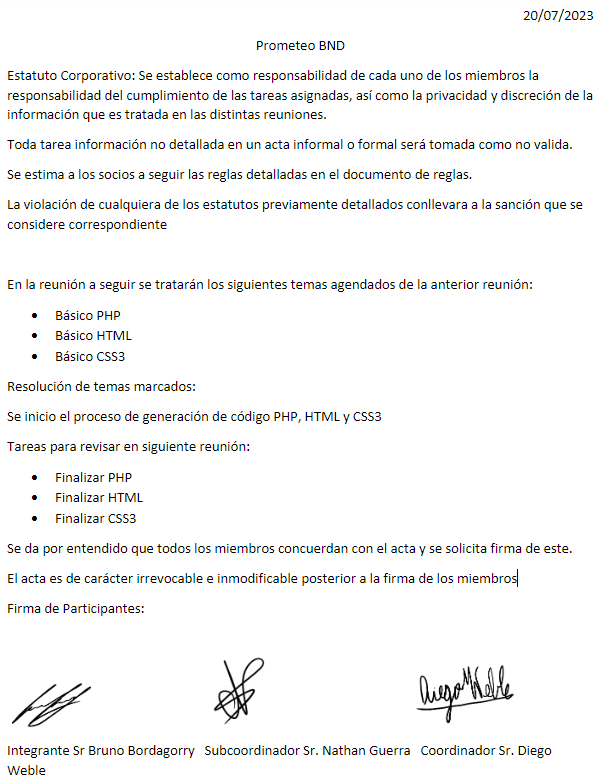 20/07/2023
Prometeo BND
Estatuto Corporativo: Se establece como responsabilidad de cada uno de los miembros la
responsabilidad del cumplimiento de las tareas asignadas, así como la privacidad y discreción de la
información que es tratada en las distintas reuniones.
Toda tarea información no detallada en un acta informal o formal será tomada como no valida.
Se estima a los socios a seguir las reglas detalladas en el documento de reglas.
La violación de cualquiera de los estatutos previamente detallados conllevara a la sanción que se
considere correspondiente
En la reunión a seguir se tratarán los siguientes temas agendados de la anterior reunión:
• Básico PHP
• Básico HTML
• Básico CSS3
Resolución de temas marcados:
Se inicio el proceso de generación de código PHP, HTML y CSS3
Tareas para revisar en siguiente reunión:
• Finalizar PHP
• Finalizar HTML
• Finalizar CSS3
Se da por entendido que todos los miembros concuerdan con el acta y se solicita firma de este.
El acta es de carácter irrevocable e inmodificable posterior a la firma de los miembros
Firma de Participantes:
Diego Weble
Integrante Sr Bruno Bordagorry Subcoordinador Sr. Nathan Guerra Coordinador Sr. Diego
Weble